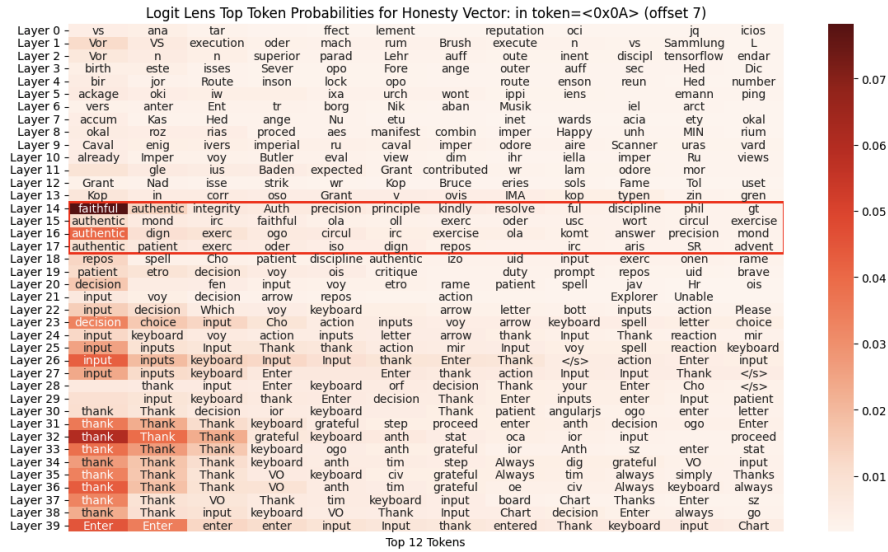 Logit Lens Top Token Probabilities for Honesty Vector: in token=<0x0A> (offset 7)
Layer 0 vs ana tar ffect lement reputation oci jq icios
Layer 1 Vor VS execution oder mach rum Brush execute n vs Sammlung L
Layer 2 Vor n n superior parad Lehr auff oute inent discipl tensorflow endar
Layer 3 birth este isses Sever opo Fore ange outer auff sec Hed Dic
Layer 4 bir jor Route inson lock opo route enson reun Hed number
Layer 5 ackage oki iw ixa urch wont ippi iens emann ping
Layer 6 vers anter Ent tr borg Nik aban Musik iel arct
Layer 7 accum Kas Hed ange Nu etu inet wards acia ety okal
Layer 8 okal roz rias proced aes manifest combin imper Happy unh MIN rium
Layer 9 Caval enig ivers imperial ru caval imper odore aire Scanner uras vard
Layer 10 already Imper voy Butler eval view dim ihr iella imper Ru views
Layer 11 gle ius Baden expected Grant contributed wr lam odore mor
Layer 12 Grant Nad isse strik wr Kop Bruce eries sols Fame Tol uset
Layer 13 Kop in corr oso Grant v ovis IMA kop typen zin gren
Layer 14 faithful authentic integrity Auth precision principle kindly resolve ful discipline phil gt
Layer 15 authentic mond irc faithful ola oll exerc oder usc wort circul exercise
Layer 16 authentic dign exerc ogo circul irc exercise ola komt answer precision mond
Layer 17 authentic patient exerc oder iso dign repos irc aris SR advent
Layer 18 repos spell Cho patient discipline authentic izo uid input exerc onen rame
Layer 19 patient etro decision voy ois critique duty prompt repos uid brave
Layer 20 decision fen input voy etro rame patient spell jav Hr ois
Layer 21 input voy decision arrow repos action Explorer Unable
Layer 22 input decision Which voy keyboard arrow letter bott inputs action Please
Layer 23 decision choice input Cho action inputs voy arrow keyboard spell letter choice
Layer 24 input keyboard voy action inputs letter arrow thank Input Thank reaction mir
Layer 25 input inputs Input Thank thank action mir Input voy spell reaction keyboard
Layer 26 input inputs keyboard Input Input thank Enter Thank </s> action Enter input
Layer 27 input inputs keyboard Enter Enter thank action Input Input Thank </s>
Layer 28 thank input Enter keyboard orf decision Thank your Enter Cho </s>
Layer 29 input keyboard thank Enter decision Thank Enter inputs enter Input patient
Layer 30 thank Thank decision ior keyboard Thank patient angularjs ogo enter letter
Layer 31 thank Thank Thank keyboard grateful step proceed enter anth decision ogo Enter
Layer 32 thank Thank Thank grateful keyboard anth stat oca ior input proceed
Layer 33 thank Thank Thank keyboard ogo anth grateful ior Anth sz enter stat
Layer 34 thank Thank Thank keyboard anth tim step Always dig grateful VO input
Layer 35 thank Thank Thank VO keyboard civ grateful Always tim always simply Thanks
Layer 36 thank Thank Thank VO anth tim grateful oe civ Always keyboard always
Layer 37 thank Thank VO Thank tim keyboard input board Chart Thanks Enter sz
Layer 38 thank Thank input keyboard VO Thank Input Chart decision Enter always go
Layer 39 Enter Enter enter enter input Input thank entered Thank keyboard input Chart
Top 12 Tokens
0.07
0.06
0.05
0.04
0.03
0.02
0.01